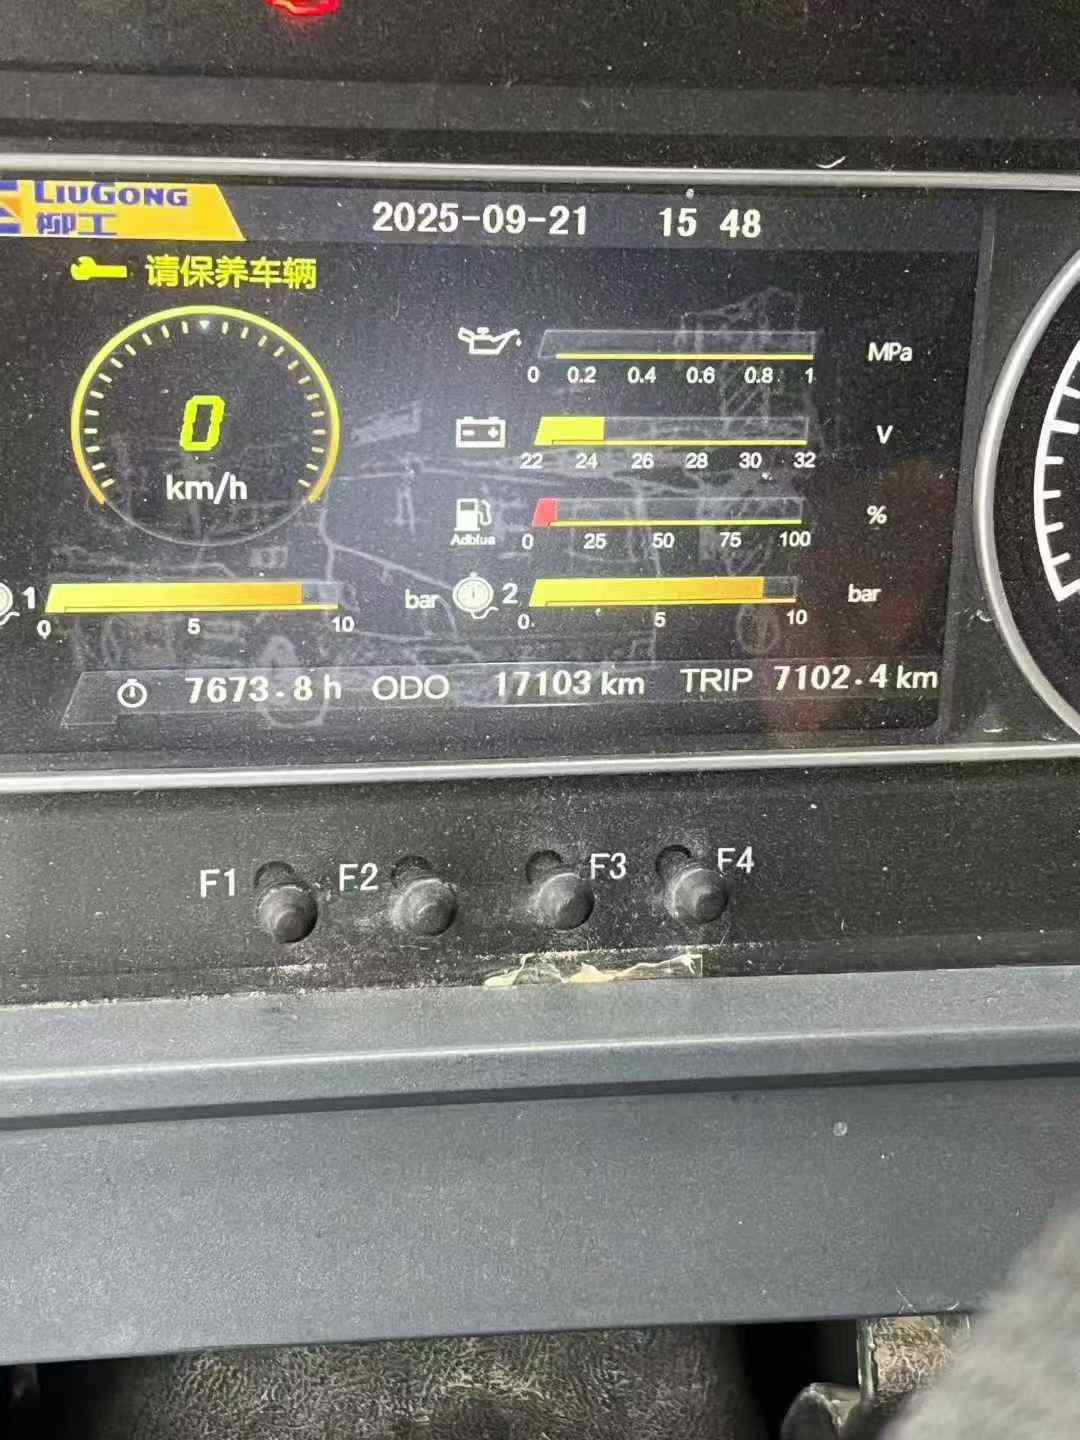 LIUGONG
柳工
2025-09-21 15 48
请保养车辆
0
km/h
MPa
0 0.2 0.4 0.6 0.8 1
V
22 24 26 28 30 32
%
Adblue
0 25 50 75 100
1
bar
0 5 10
2
bar
0 5 10
7673.8 h ODO 17103 km TRIP 7102.4 km
F1 F2 F3 F4